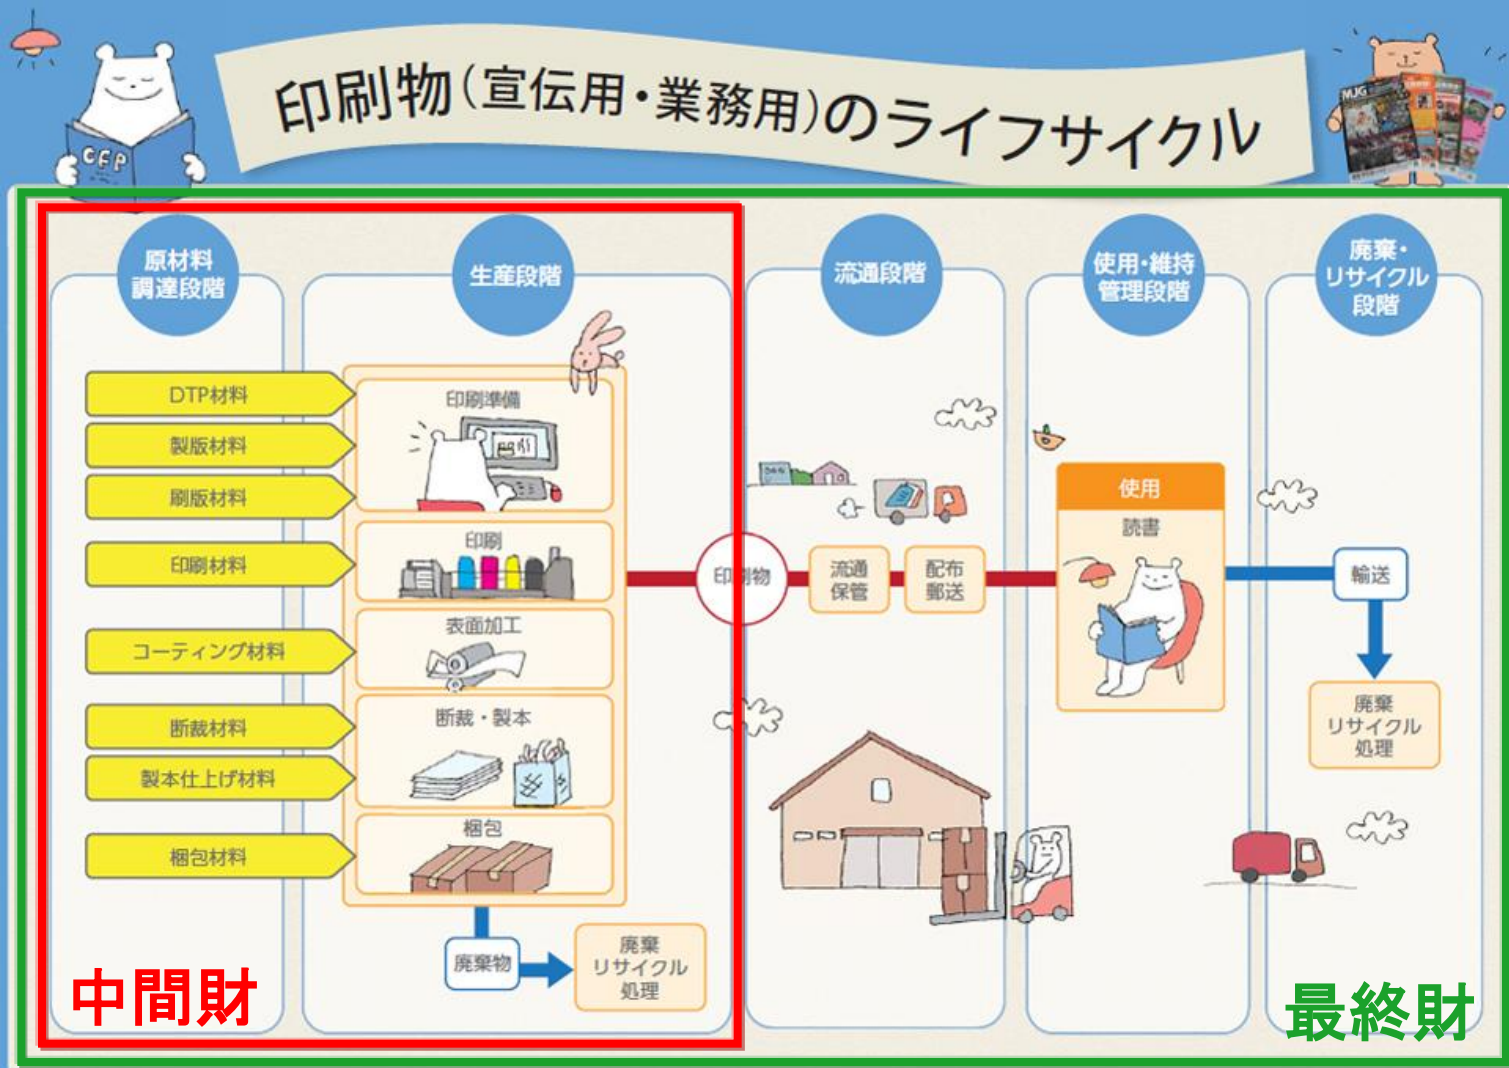 印刷物(宣伝用・業務用)のライフサイクル
CFP
MJG
原材料
調達段階
DTP材料
製版材料
刷版材料
印刷材料
コーティング材料
断裁材料
製本仕上げ材料
梱包材料
生産段階
印刷準備
印刷
印刷
表面加工
断裁・製本
梱包
廃棄物
廃棄
リサイクル
処理
印刷物
流通段階
流通
保管
配布
郵送
使用・維持
管理段階
使用
読書
廃棄・
リサイクル
段階
輸送
廃棄
リサイクル
処理
中間財
最終財